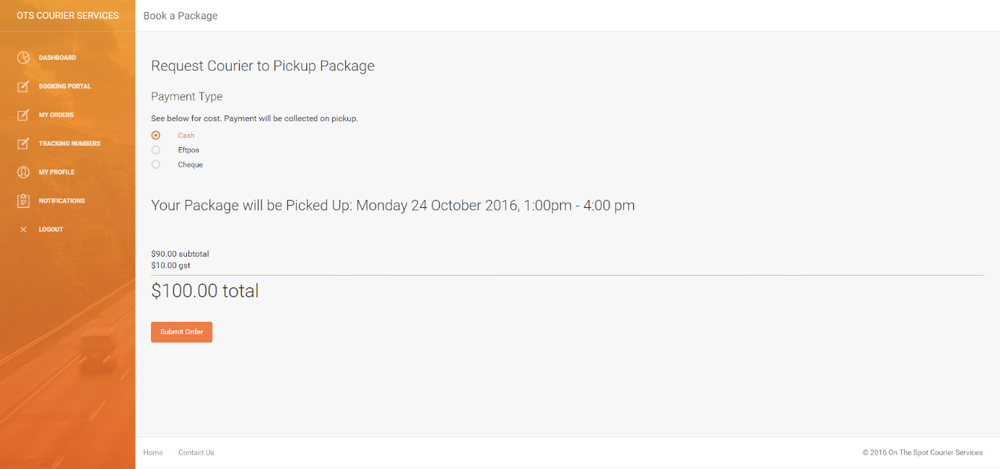 OTS COURIER SERVICES
Book a Package
DASHBOARD
BOOKING PORTAL
MY ORDERS
TRACKING NUMBERS
MY PROFILE
NOTIFICATIONS
LOGOUT
Request Courier to Pickup Package
Payment Type
See below for cost. Payment will be collected on pickup.
Cash
Eftpos
Cheque
Your Package will be Picked Up: Monday 24 October 2016, 1:00pm - 4:00 pm
$90.00 subtotal
$10.00 gst
$100.00 total
Submit Order
Home
Contact Us
© 2016 On The Spot Courier Services